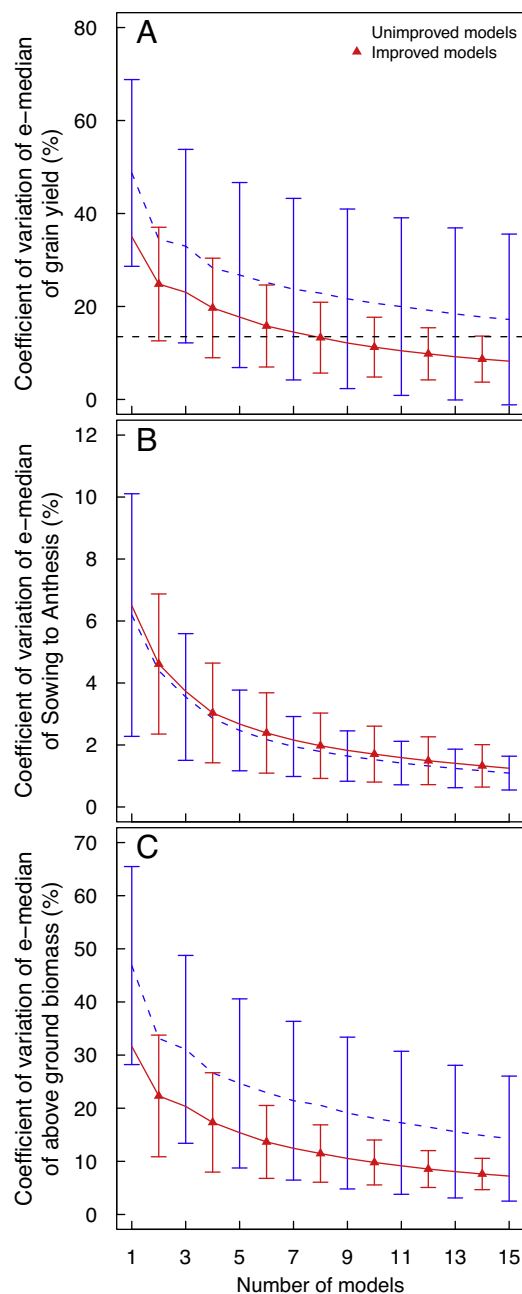 A
Unimproved models
Improved models
80
60
40
20
0
Coefficient of variation of e−median
of grain yield (%)
B
12
10
8
6
4
2
0
Coefficient of variation of e−median
of Sowing to Anthesis (%)
C
70
60
50
40
30
20
10
0
Coefficient of variation of e−median
of above ground biomass (%)
1 3 5 7 9 11 13 15
Number of models